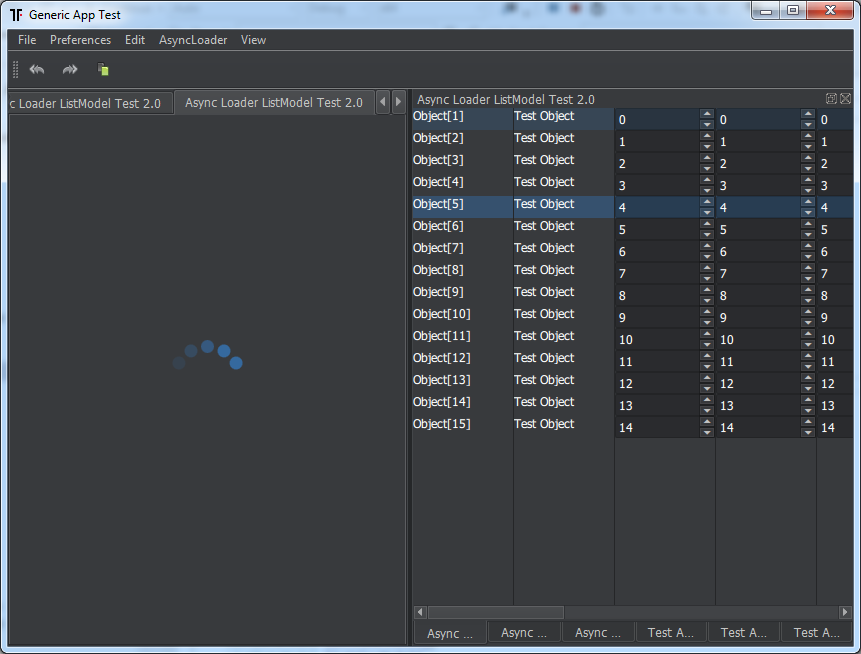 Generic App Test
File Preferences Edit AsyncLoader View
c Loader ListModel Test 2.0 Async Loader ListModel Test 2.0
Async Loader ListModel Test 2.0
Object[1] Test Object 0 0 0
Object[2] Test Object 1 1 1
Object[3] Test Object 2 2 2
Object[4] Test Object 3 3 3
Object[5] Test Object 4 4 4
Object[6] Test Object 5 5 5
Object[7] Test Object 6 6 6
Object[8] Test Object 7 7 7
Object[9] Test Object 8 8 8
Object[10] Test Object 9 9 9
Object[11] Test Object 10 10 10
Object[12] Test Object 11 11 11
Object[13] Test Object 12 12 12
Object[14] Test Object 13 13 13
Object[15] Test Object 14 14 14
Async ... Async ... Async ... Test A... Test A... Test A...